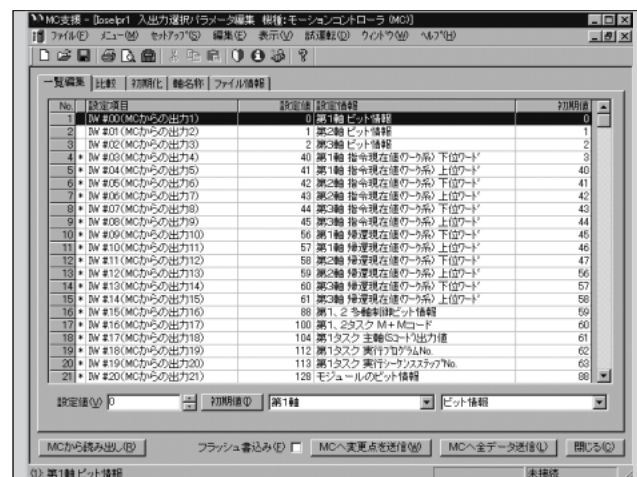 MC支援 - [Ioselpr1 入出力選択パラメータ編集 機種:モーションコントローラ (MC)]
ファイル(F) メニュー(M) セットアップ(S) 編集(E) 表示(V) 試運転(D) ウィンドウ(W) ヘルプ(H)
一覧編集 比較 初期化 軸名称 ファイル情報
No. 設定項目 設定値 設定情報 初期値
1 IW #00(MCからの出力1) 0 第1軸 ビット情報 0
2 IW #01(MCからの出力2) 1 第2軸 ビット情報 1
3 IW #02(MCからの出力3) 2 第3軸 ビット情報 2
4 * IW #03(MCからの出力4) 40 第1軸 指令現在値(ワーク系) 下位ワード 3
5 * IW #04(MCからの出力5) 41 第1軸 指令現在値(ワーク系) 上位ワード 40
6 * IW #05(MCからの出力6) 42 第2軸 指令現在値(ワーク系) 下位ワード 41
7 * IW #06(MCからの出力7) 43 第2軸 指令現在値(ワーク系) 上位ワード 42
8 * IW #07(MCからの出力8) 44 第3軸 指令現在値(ワーク系) 下位ワード 43
9 * IW #08(MCからの出力9) 45 第3軸 指令現在値(ワーク系) 上位ワード 44
10 * IW #09(MCからの出力10) 56 第1軸 帰還現在値(ワーク系) 下位ワード 45
11 * IW #10(MCからの出力11) 57 第1軸 帰還現在値(ワーク系) 上位ワード 46
12 * IW #11(MCからの出力12) 58 第2軸 帰還現在値(ワーク系) 下位ワード 47
13 * IW #12(MCからの出力13) 59 第2軸 帰還現在値(ワーク系) 上位ワード 56
14 * IW #13(MCからの出力14) 60 第3軸 帰還現在値(ワーク系) 下位ワード 57
15 * IW #14(MCからの出力15) 61 第3軸 帰還現在値(ワーク系) 上位ワード 58
16 * IW #15(MCからの出力16) 88 第1、2 多軸制御ビット情報 59
17 * IW #16(MCからの出力17) 100 第1、2タスク M+Mコード 60
18 * IW #17(MCからの出力18) 104 第1タスク 主軸(Sコード)出力値 61
19 * IW #18(MCからの出力19) 112 第1タスク 実行プログラムNo. 62
20 * IW #19(MCからの出力20) 113 第1タスク 実行シーケンスステップNo. 63
21 * IW #20(MCからの出力21) 128 モジュールのビット情報 88
設定値(V) 0 初期値(I) 第1軸 ビット情報
MCから読み出し(R) フラッシュ書込み(F) MCへ変更点を送信(W) MCへ全データ送信(L) 閉じる(C)
(1): 第1軸 ビット情報 未接続